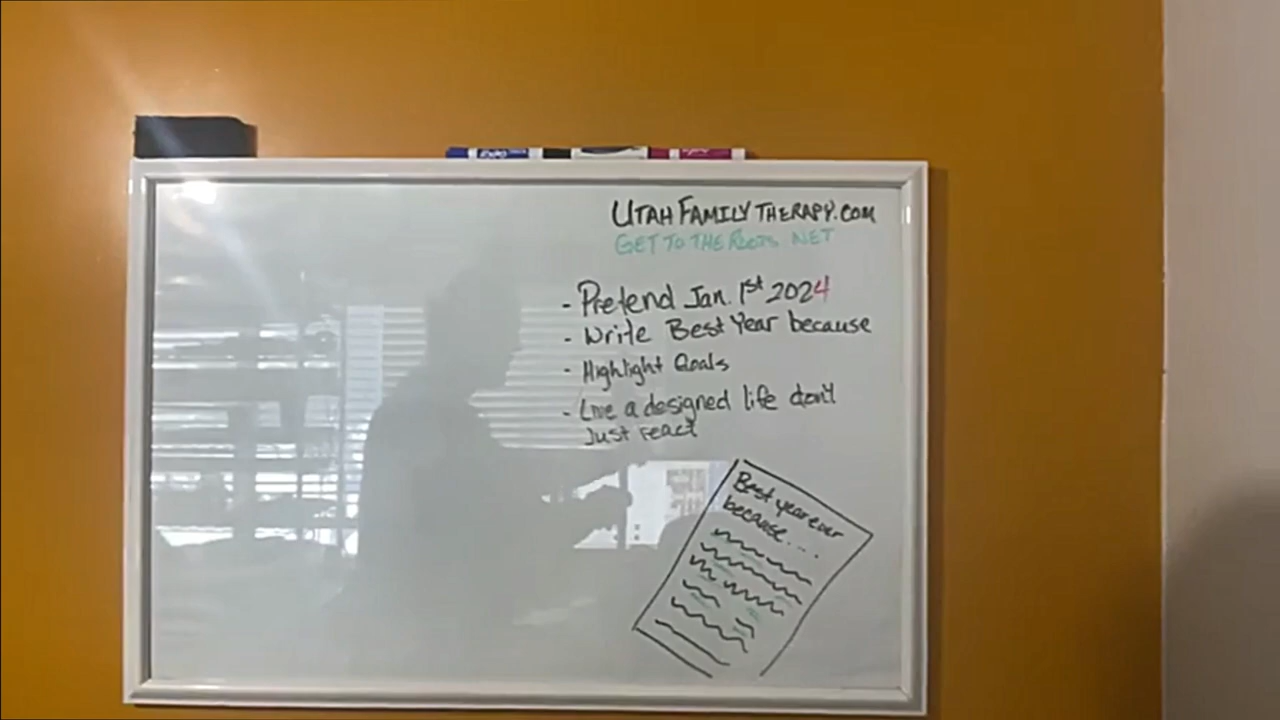 UTAH FAMILY THERAPY.COM
GET TO THE ROOTS. NET
- Pretend Jan. 1st 2024
- Write Best Year because
- Highlight Goals
- Live a designed life don't
Just react
Best year ever
because....
EXPO